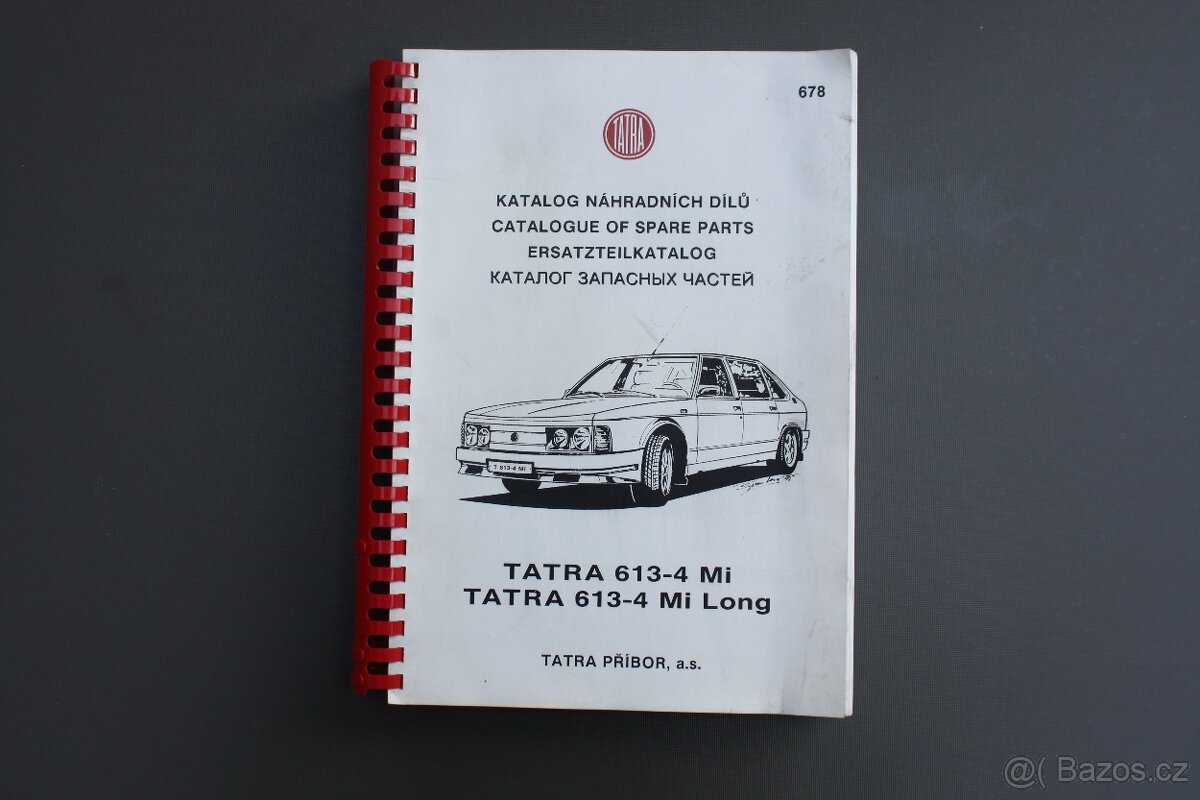 678
TATRA
KATALOG NÁHRADNÍCH DÍLŮ
CATALOGUE OF SPARE PARTS
ERSATZTEILKATALOG
КАТАЛОГ ЗАПАСНЫХ ЧАСТЕЙ
T 613-4 Mi
TATRA 613-4 Mi
TATRA 613-4 Mi Long
TATRA PŘÍBOR, a.s.
@( Bazos.cz